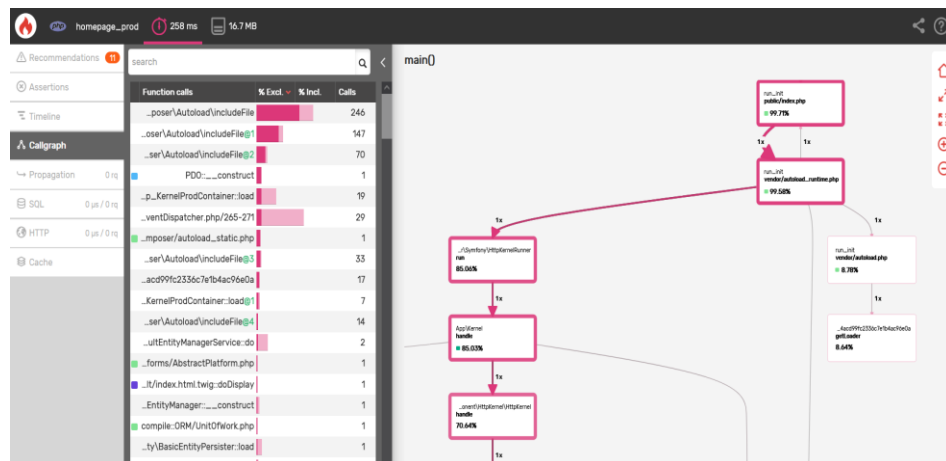 php homepage_prod 258 ms 16.7 MB
Recommendations 11
Assertions
Timeline
Callgraph
Propagation 0 rq
SQL 0 µs / 0 rq
HTTP 0 µs / 0 rq
Cache
search
Function calls % Excl. % Incl. Calls
…poser\Autoload\includeFile 246
…oser\Autoload\includeFile@1 147
…ser\Autoload\includeFile@2 70
PDO::__construct 1
…p_KernelProdContainer::load 19
…ventDispatcher.php/265-271 29
…mposer/autoload_static.php 1
…ser\Autoload\includeFile@3 33
…acd99fc2336c7e1b4ac96e0a 17
…KernelProdContainer::load@1 7
…ser\Autoload\includeFile@4 14
…ultEntityManagerService::do 2
…forms/AbstractPlatform.php 1
…lt/index.html.twig::doDisplay 1
…EntityManager::__construct 1
compile::ORM/UnitOfWork.php 1
…ty\BasicEntityPersister::load 1
main()
run_init
public/index.php
99.71%
1x
1x
run_init
vendor/autoload_runtime.php
99.58%
1x
1x
…/\Symfony\HttpKernelRunner
run
85.06%
run_init
vendor/autoload.php
8.78%
1x
1x
App\Kernel
handle
85.03%
…4acd99fc2336c7e1b4ac96e0a
getLoader
8.64%
1x
…onent\HttpKernel\HttpKernel
handle
70.64%
1x